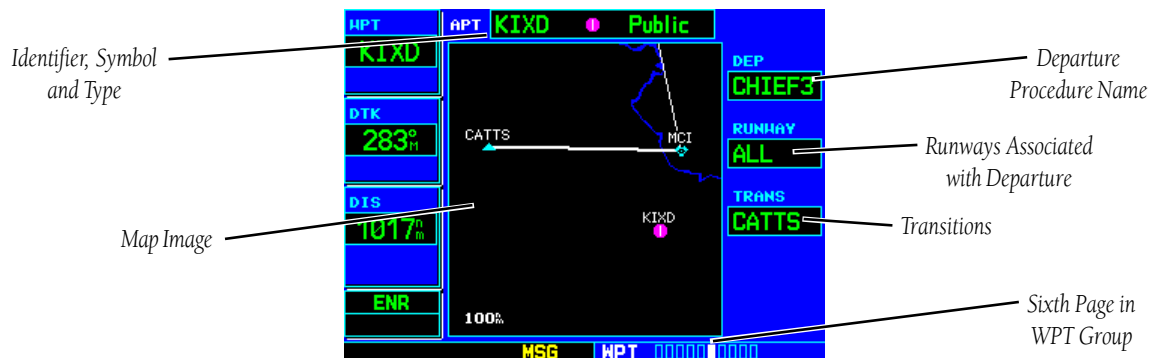 WPT
KIXD
DTK
283°M
DIS
1017nm
ENR
APT KIXD Public
CATTS
MCI
KIXD
100nm
DEP
CHIEF3
RUNWAY
ALL
TRANS
CATTS
MSG WPT
Identifier, Symbol
and Type
Map Image
Departure
Procedure Name
Runways Associated
with Departure
Transitions
Sixth Page in
WPT Group